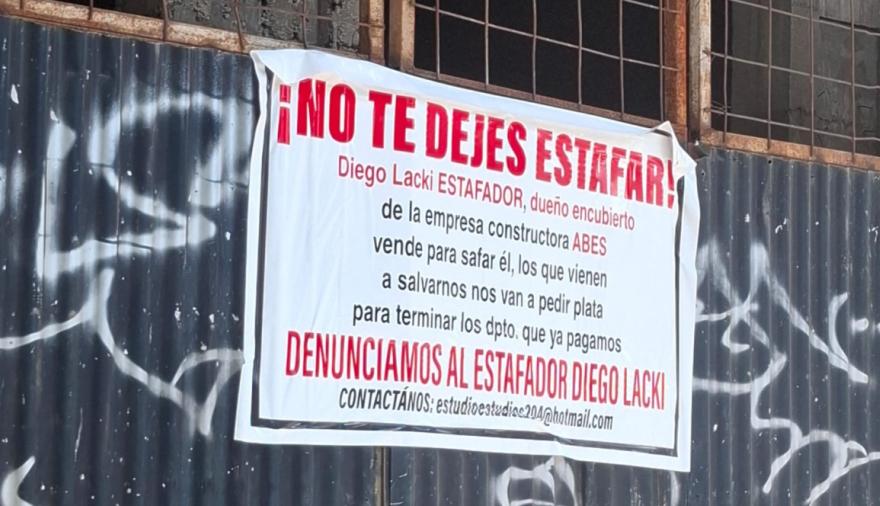 ¡NO TE DEJES ESTAFAR!
Diego Lacki ESTAFADOR, dueño encubierto
de la empresa constructora ABES
vende para safar él, los que vienen
a salvarnos nos van a pedir plata
para terminar los dpto. que ya pagamos
DENUNCIAMOS AL ESTAFADOR DIEGO LACKI
CONTACTÁNOS: estudioestudios204@hotmail.com